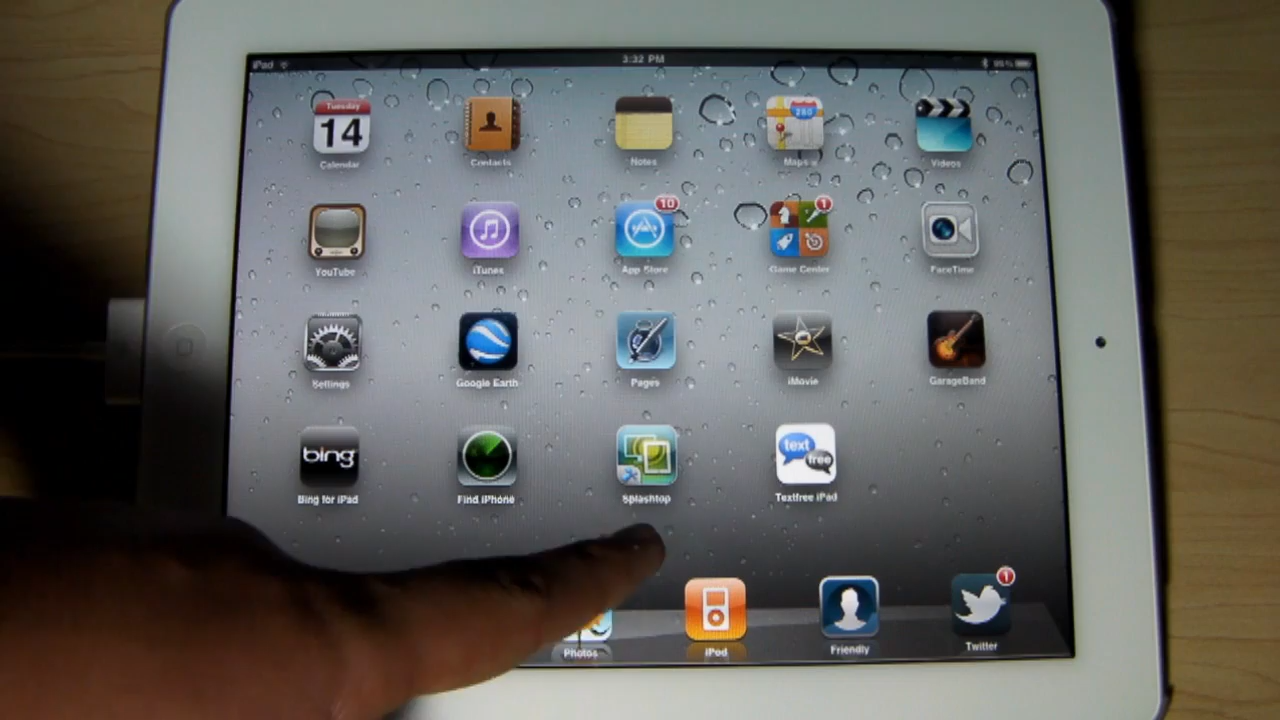 iPad 3:32 PM 99%
Tuesday
14 280
Calendar Contacts Notes Maps Videos
10 1
YouTube iTunes App Store Game Center FaceTime
Settings Google Earth Pages iMovie GarageBand
bing text free
Bing for iPad Find iPhone Splashtop Textfree iPad
1
Photos iPod Friendly Twitter